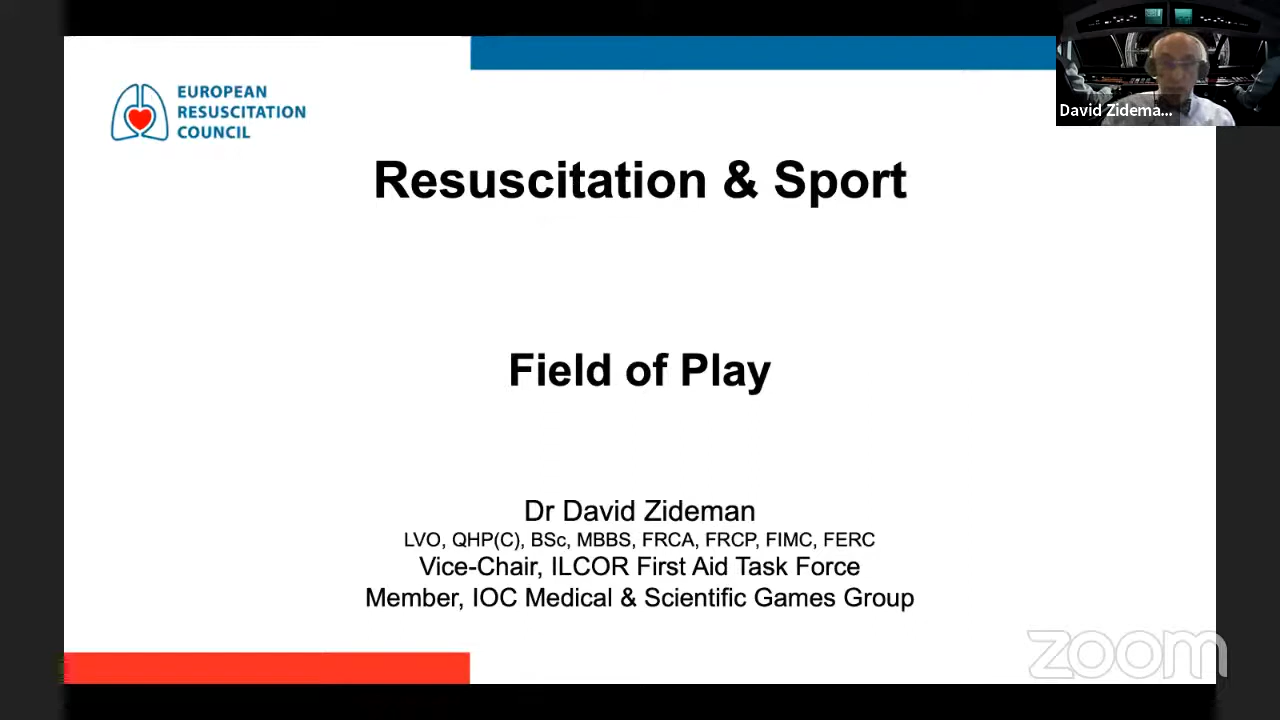 EUROPEAN
RESUSCITATION
COUNCIL
David Zidema...
Resuscitation & Sport
Field of Play
Dr David Zideman
LVO, QHP(C), BSc, MBBS, FRCA, FRCP, FIMC, FERC
Vice-Chair, ILCOR First Aid Task Force
Member, IOC Medical & Scientific Games Group
zoom